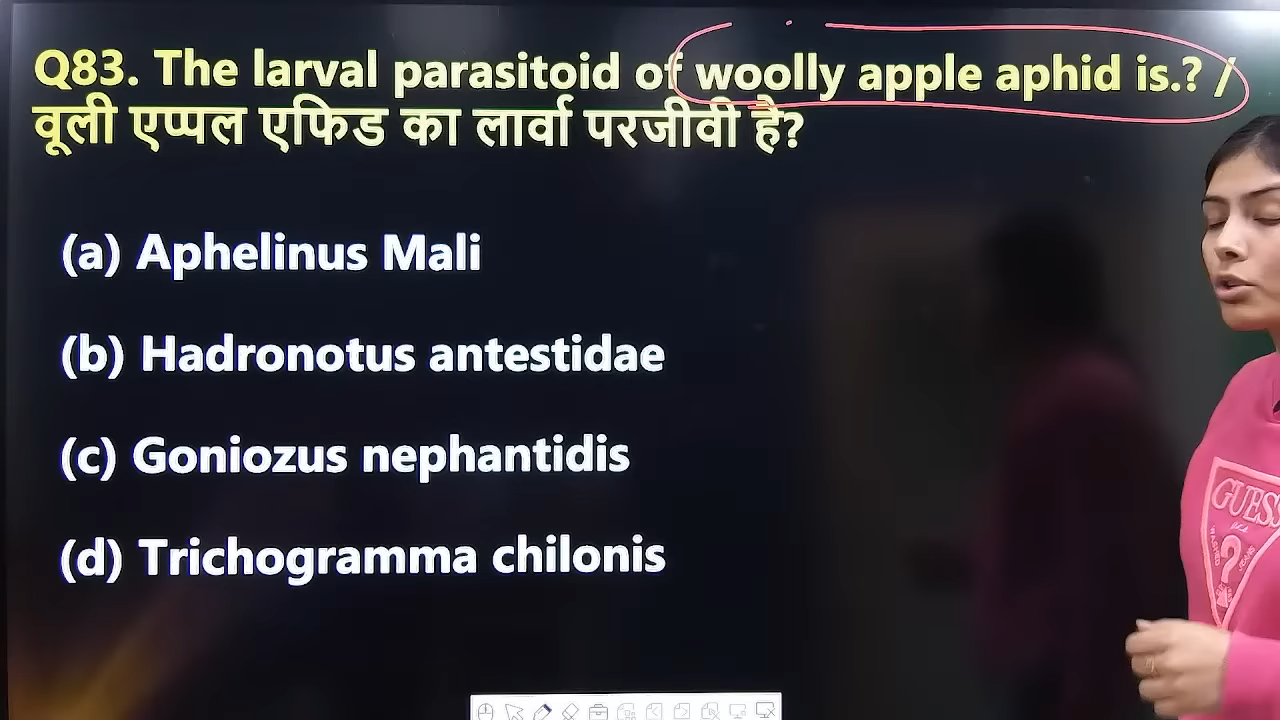 Q83. The larval parasitoid of woolly apple aphid is.? /
वूली एप्पल एफिड का लार्वा परजीवी है?
(a) Aphelinus Mali
(b) Hadronotus antestidae
(c) Goniozus nephantidis
(d) Trichogramma chilonis
GUESS
?